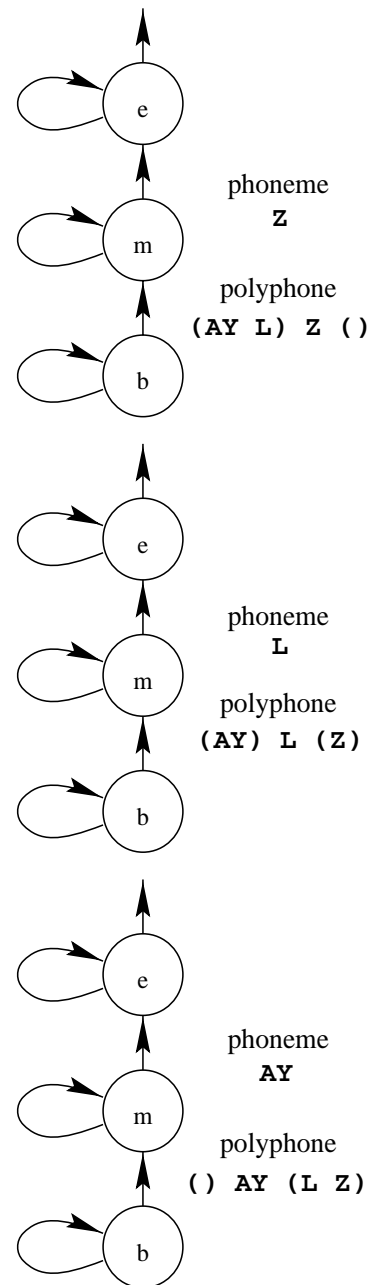 e
phoneme
Z
m
polyphone
(AY L) Z ()
b
e
phoneme
L
m
polyphone
(AY) L (Z)
b
e
phoneme
AY
m
polyphone
() AY (L Z)
b